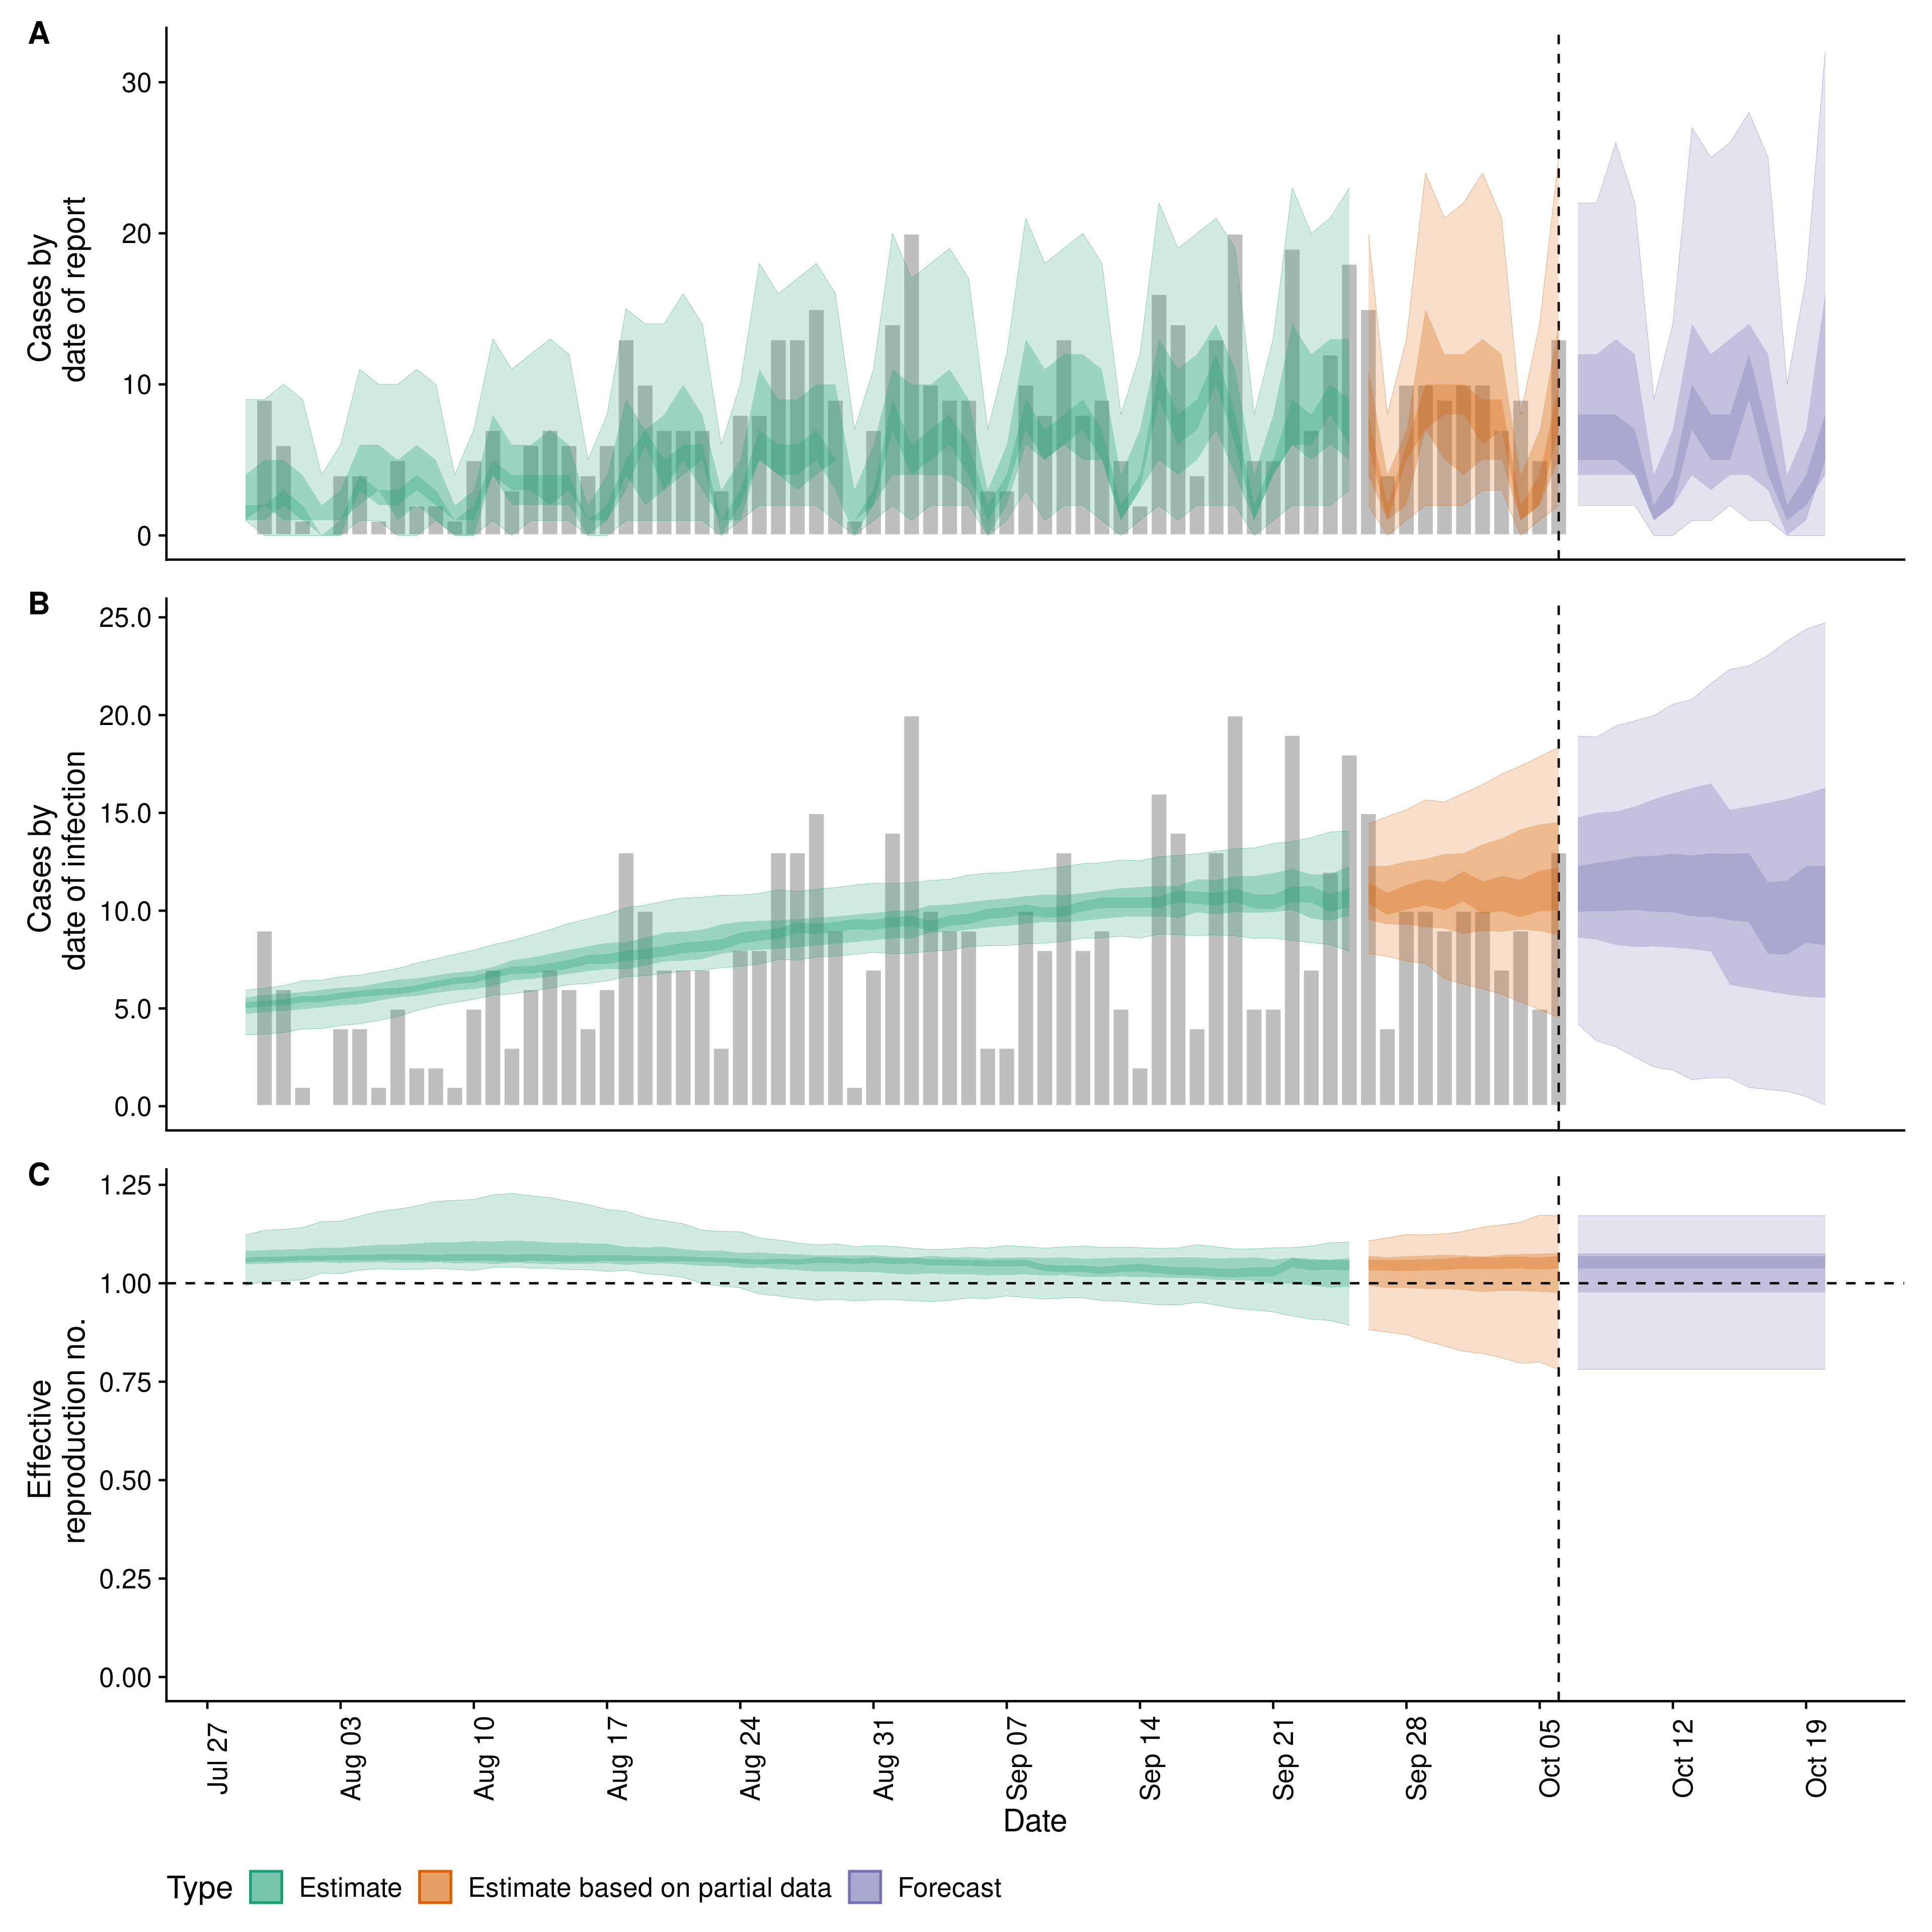 A
30
20
10
0
Cases by
date of report
B
25.0
20.0
15.0
10.0
5.0
0.0
Cases by
date of infection
C
1.25
1.00
0.75
0.50
0.25
0.00
Effective
reproduction no.
Jul 27
Aug 03
Aug 10
Aug 17
Aug 24
Aug 31
Sep 07
Sep 14
Sep 21
Sep 28
Oct 05
Oct 12
Oct 19
Date
Type
Estimate
Estimate based on partial data
Forecast